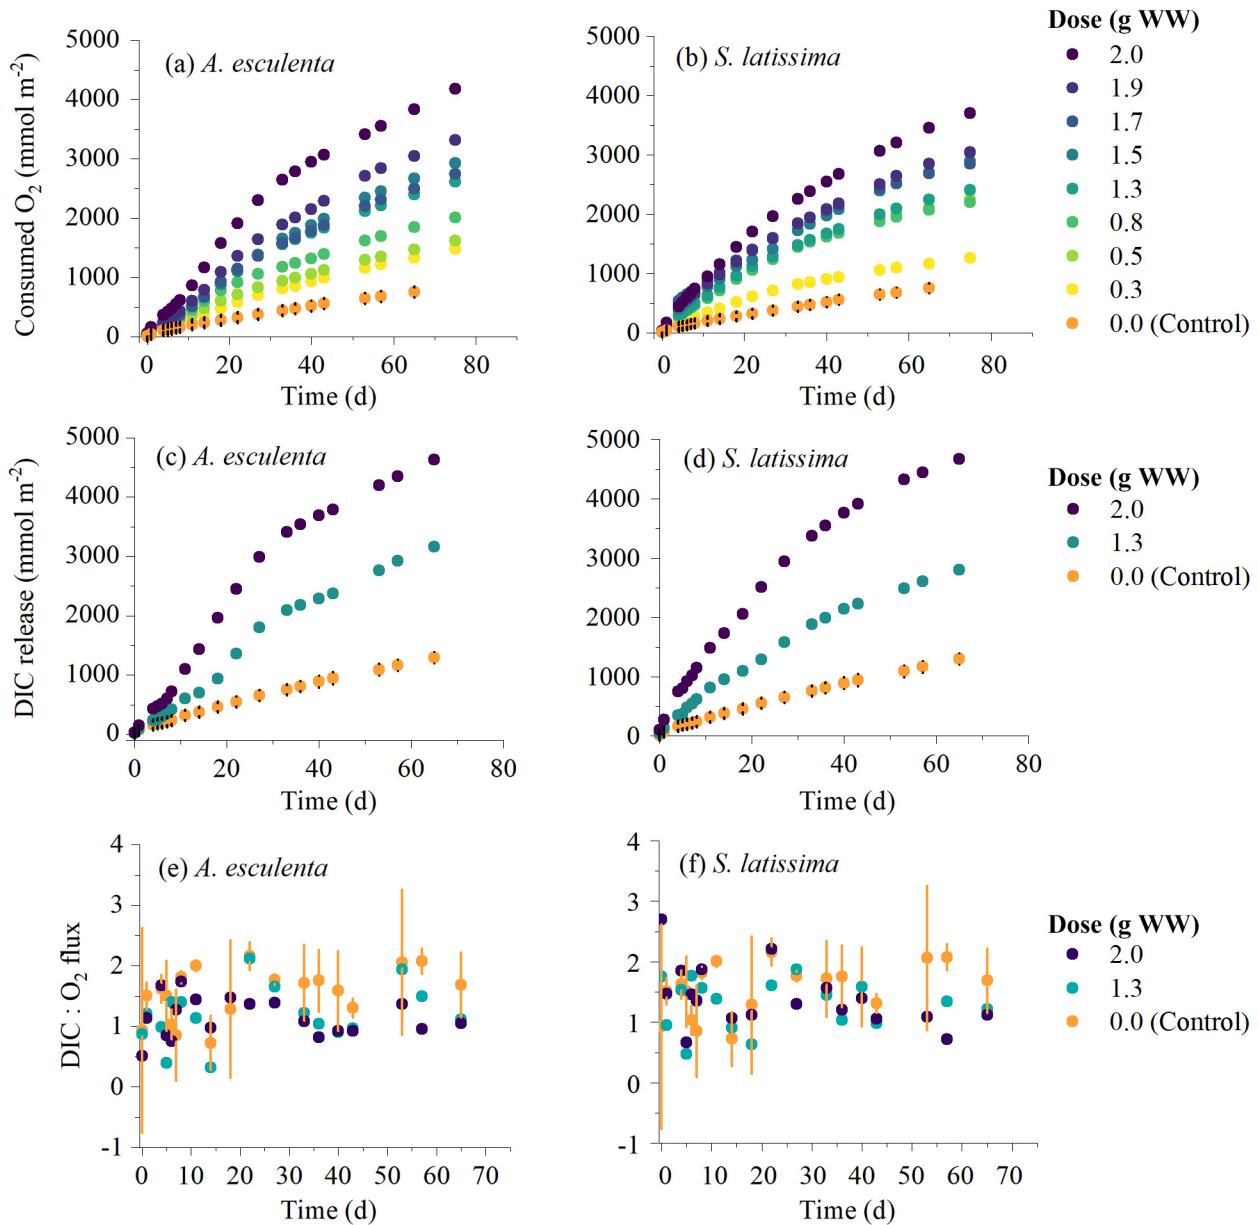 (a) A. esculenta
Consumed O2 (mmol m-2)
5000
4000
3000
2000
1000
0
0 20 40 60 80
Time (d)
(b) S. latissima
5000
4000
3000
2000
1000
0
0 20 40 60 80
Time (d)
Dose (g WW)
2.0
1.9
1.7
1.5
1.3
0.8
0.5
0.3
0.0 (Control)
(c) A. esculenta
DIC release (mmol m-2)
5000
4000
3000
2000
1000
0
0 20 40 60 80
Time (d)
(d) S. latissima
5000
4000
3000
2000
1000
0
0 20 40 60 80
Time (d)
Dose (g WW)
2.0
1.3
0.0 (Control)
(e) A. esculenta
DIC : O2 flux
4
3
2
1
0
-1
0 10 20 30 40 50 60 70
Time (d)
(f) S. latissima
4
3
2
1
0
-1
0 10 20 30 40 50 60 70
Time (d)
Dose (g WW)
2.0
1.3
0.0 (Control)